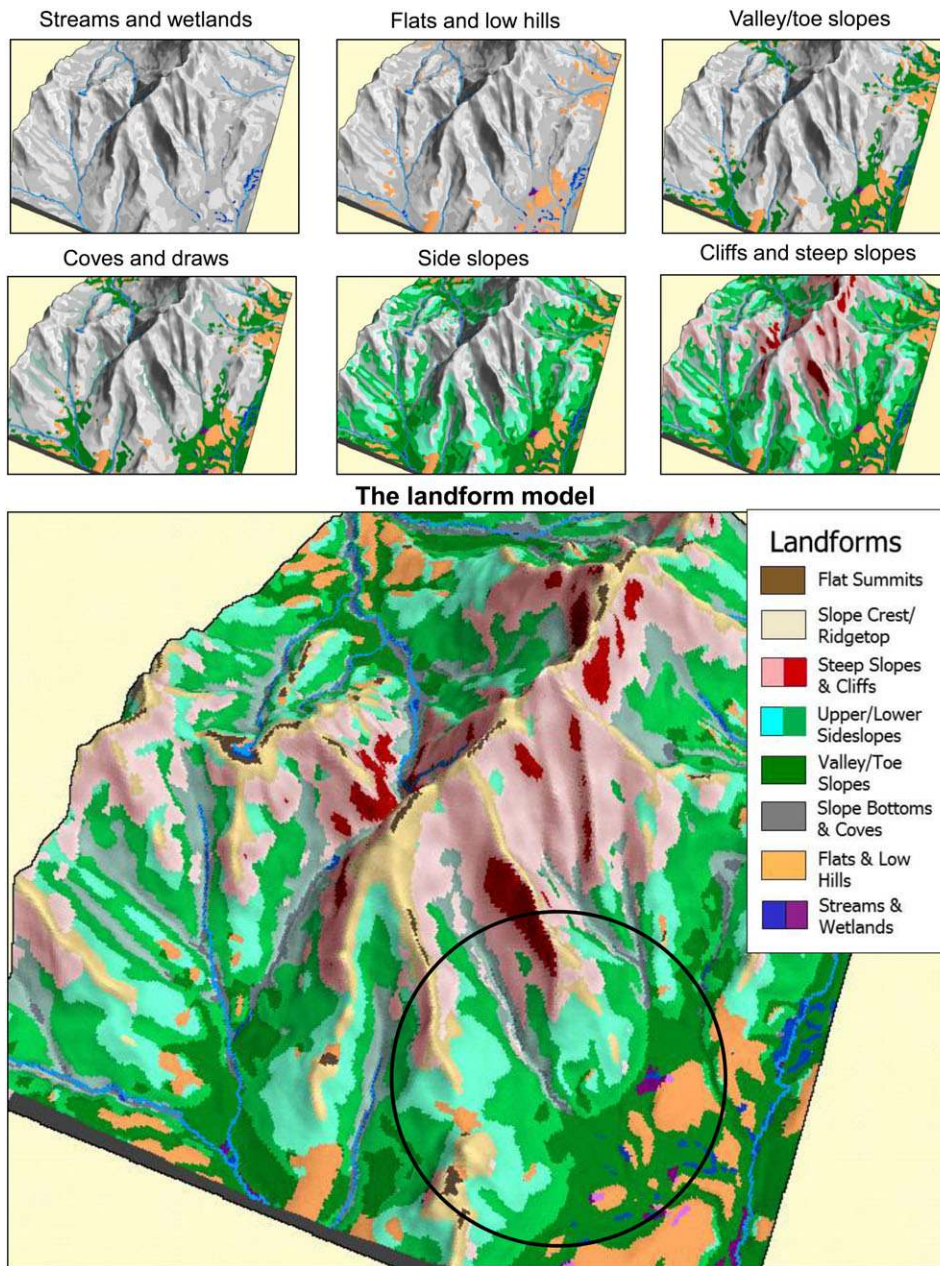 Streams and wetlands
Flats and low hills
Valley/toe slopes
Coves and draws
Side slopes
Cliffs and steep slopes
The landform model
Landforms
Flat Summits
Slope Crest/
Ridgetop
Steep Slopes
& Cliffs
Upper/Lower
Sideslopes
Valley/Toe
Slopes
Slope Bottoms
& Coves
Flats & Low
Hills
Streams &
Wetlands